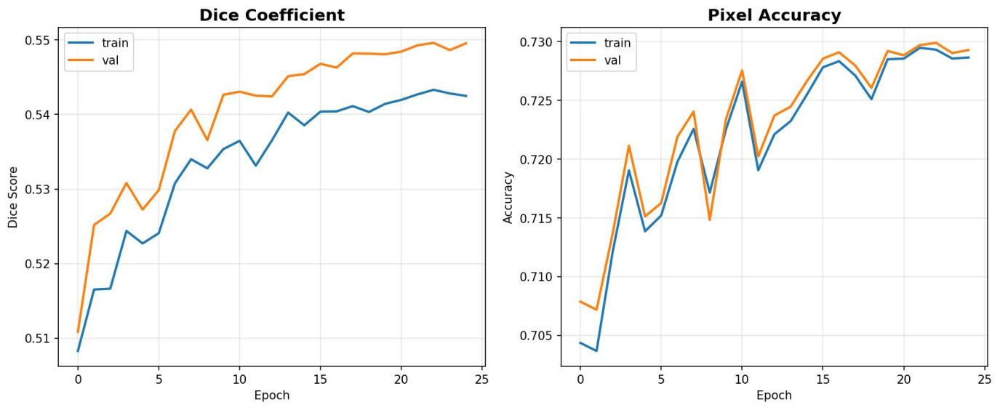 Dice Coefficient
train
val
Dice Score
0.55
0.54
0.53
0.52
0.51
0 5 10 15 20 25
Epoch
Pixel Accuracy
train
val
Accuracy
0.730
0.725
0.720
0.715
0.710
0.705
0 5 10 15 20 25
Epoch